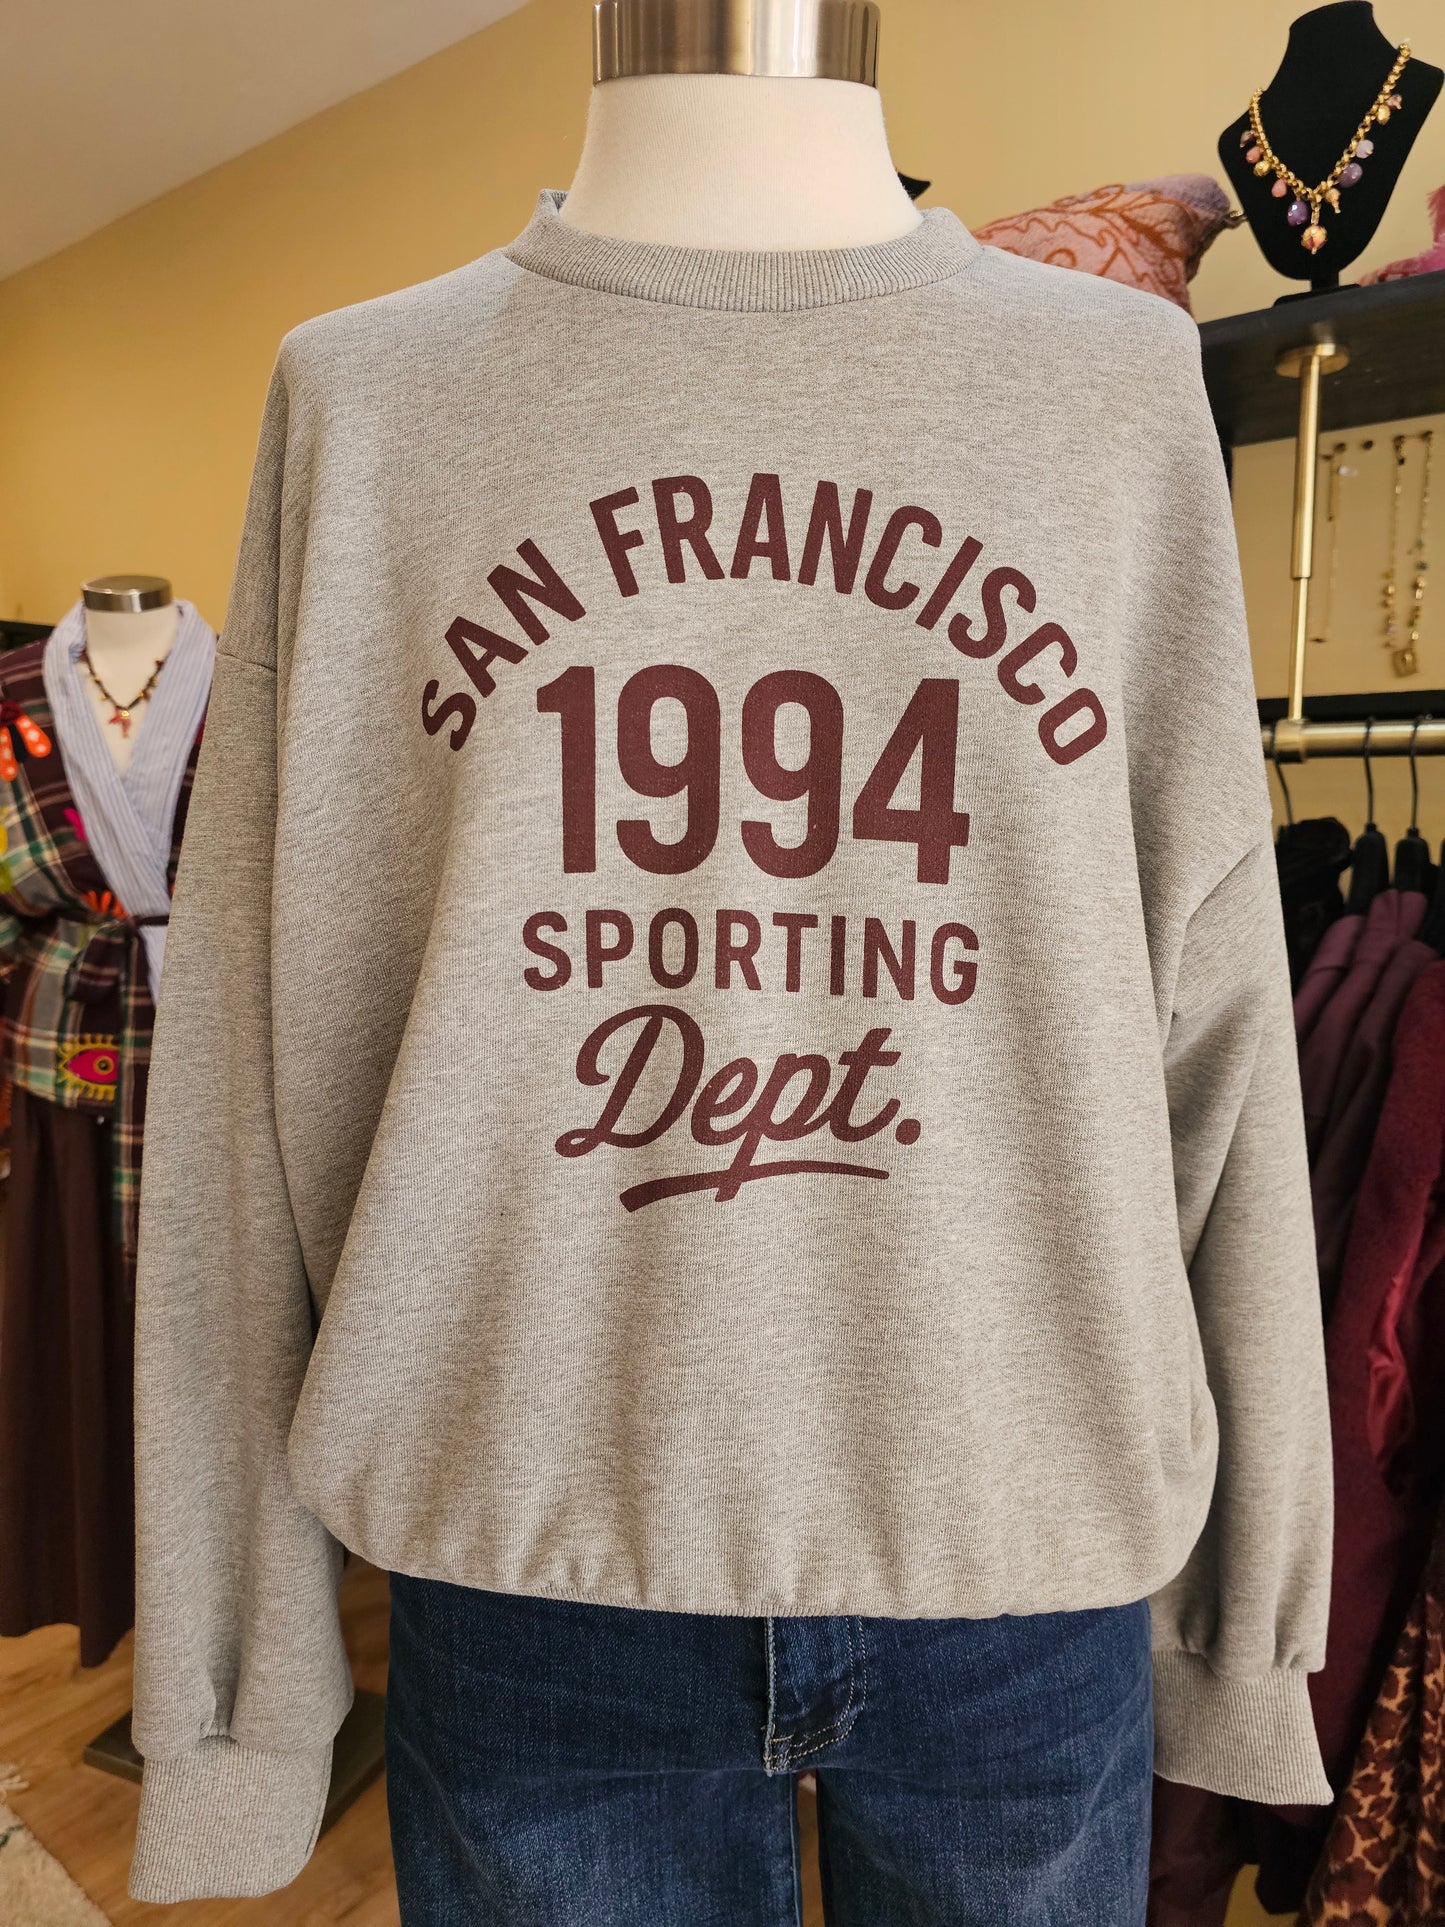 SAN FRANCISCO
1994
SPORTING
Dept.